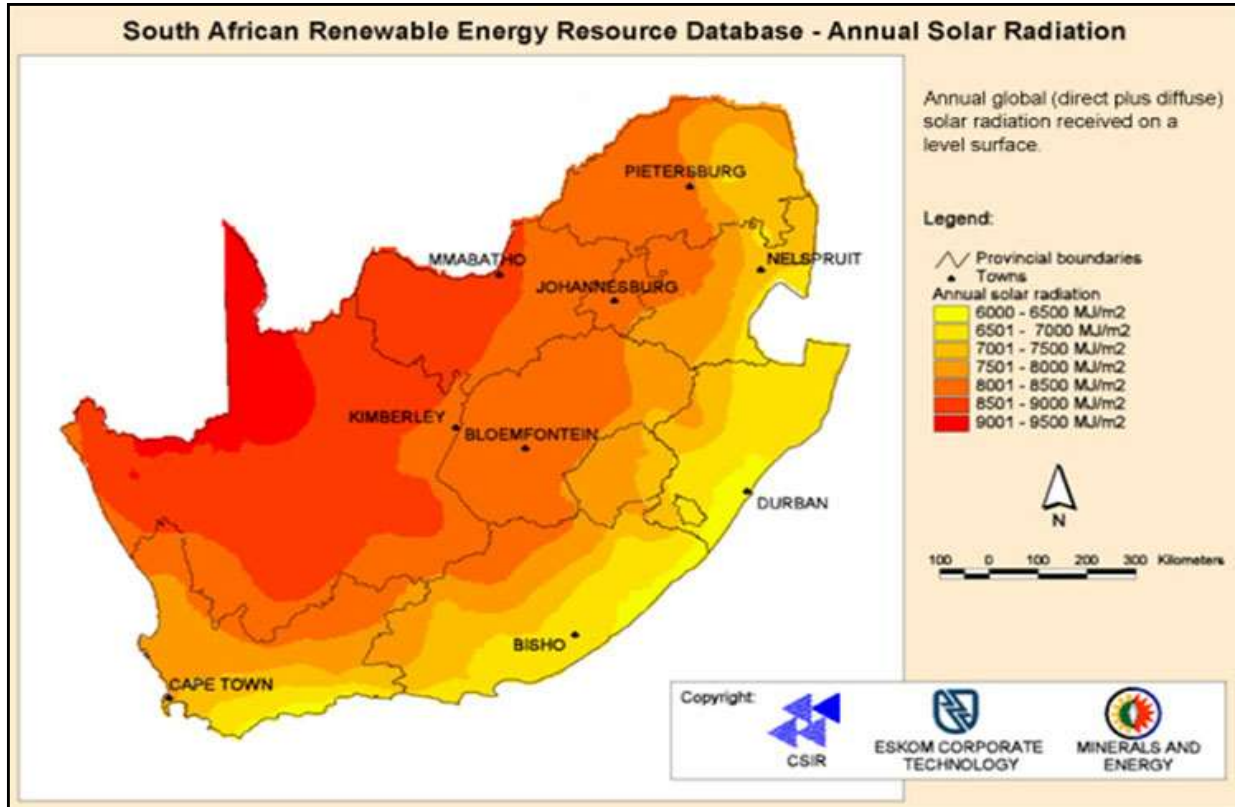 South African Renewable Energy Resource Database - Annual Solar Radiation
Annual global (direct plus diffuse)
solar radiation received on a
level surface.
PIETERSBURG
MMABATHO
NELSPRUIT
JOHANNESBURG
KIMBERLEY
BLOEMFONTEIN
DURBAN
BISHO
CAPE TOWN
Legend:
Provincial boundaries
Towns
Annual solar radiation
6000 - 6500 MJ/m2
6501 - 7000 MJ/m2
7001 - 7500 MJ/m2
7501 - 8000 MJ/m2
8001 - 8500 MJ/m2
8501 - 9000 MJ/m2
9001 - 9500 MJ/m2
N
100 0 100 200 300 Kilometers
Copyright:
CSIR
ESKOM CORPORATE
TECHNOLOGY
MINERALS AND
ENERGY